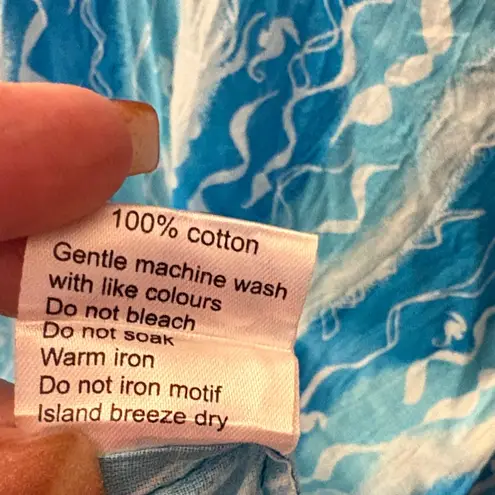 100% cotton
Gentle machine wash
with like colours
Do not bleach
Do not soak
Warm iron
Do not iron motif
Island breeze dry